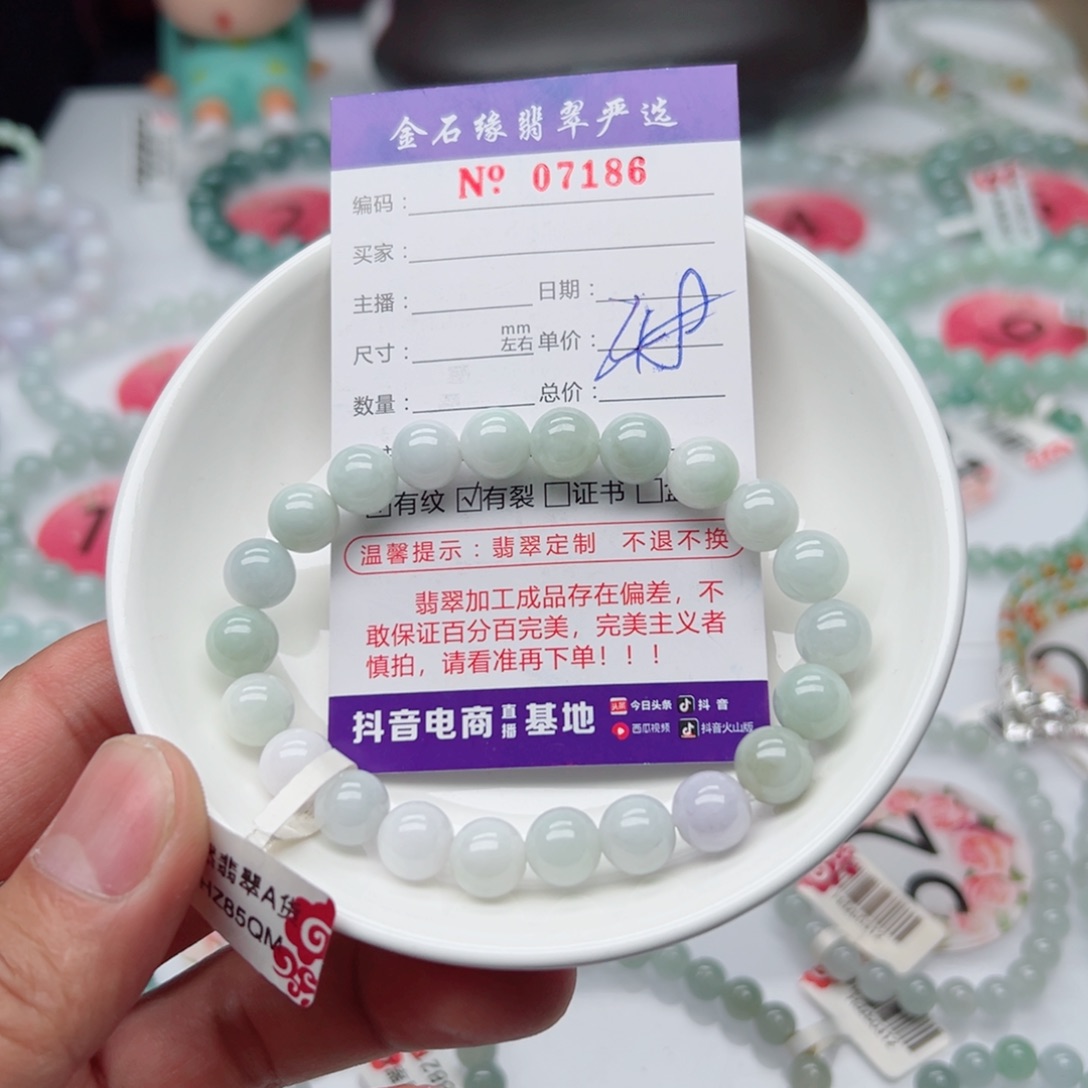 金石缘翡翠严选
编码： Nº 07186
买家：
主播： 日期：
尺寸： mm左右 单价：
数量： 总价：
有纹 ☑有裂 □证书 □
温馨提示：翡翠定制 不退不换
翡翠加工成品存在偏差，不
敢保证百分百完美，完美主义者
慎拍，请看准再下单！！！
抖音电商直播基地 今日头条 抖音
西瓜视频 抖音火山版
翡翠A货
HZ85QM